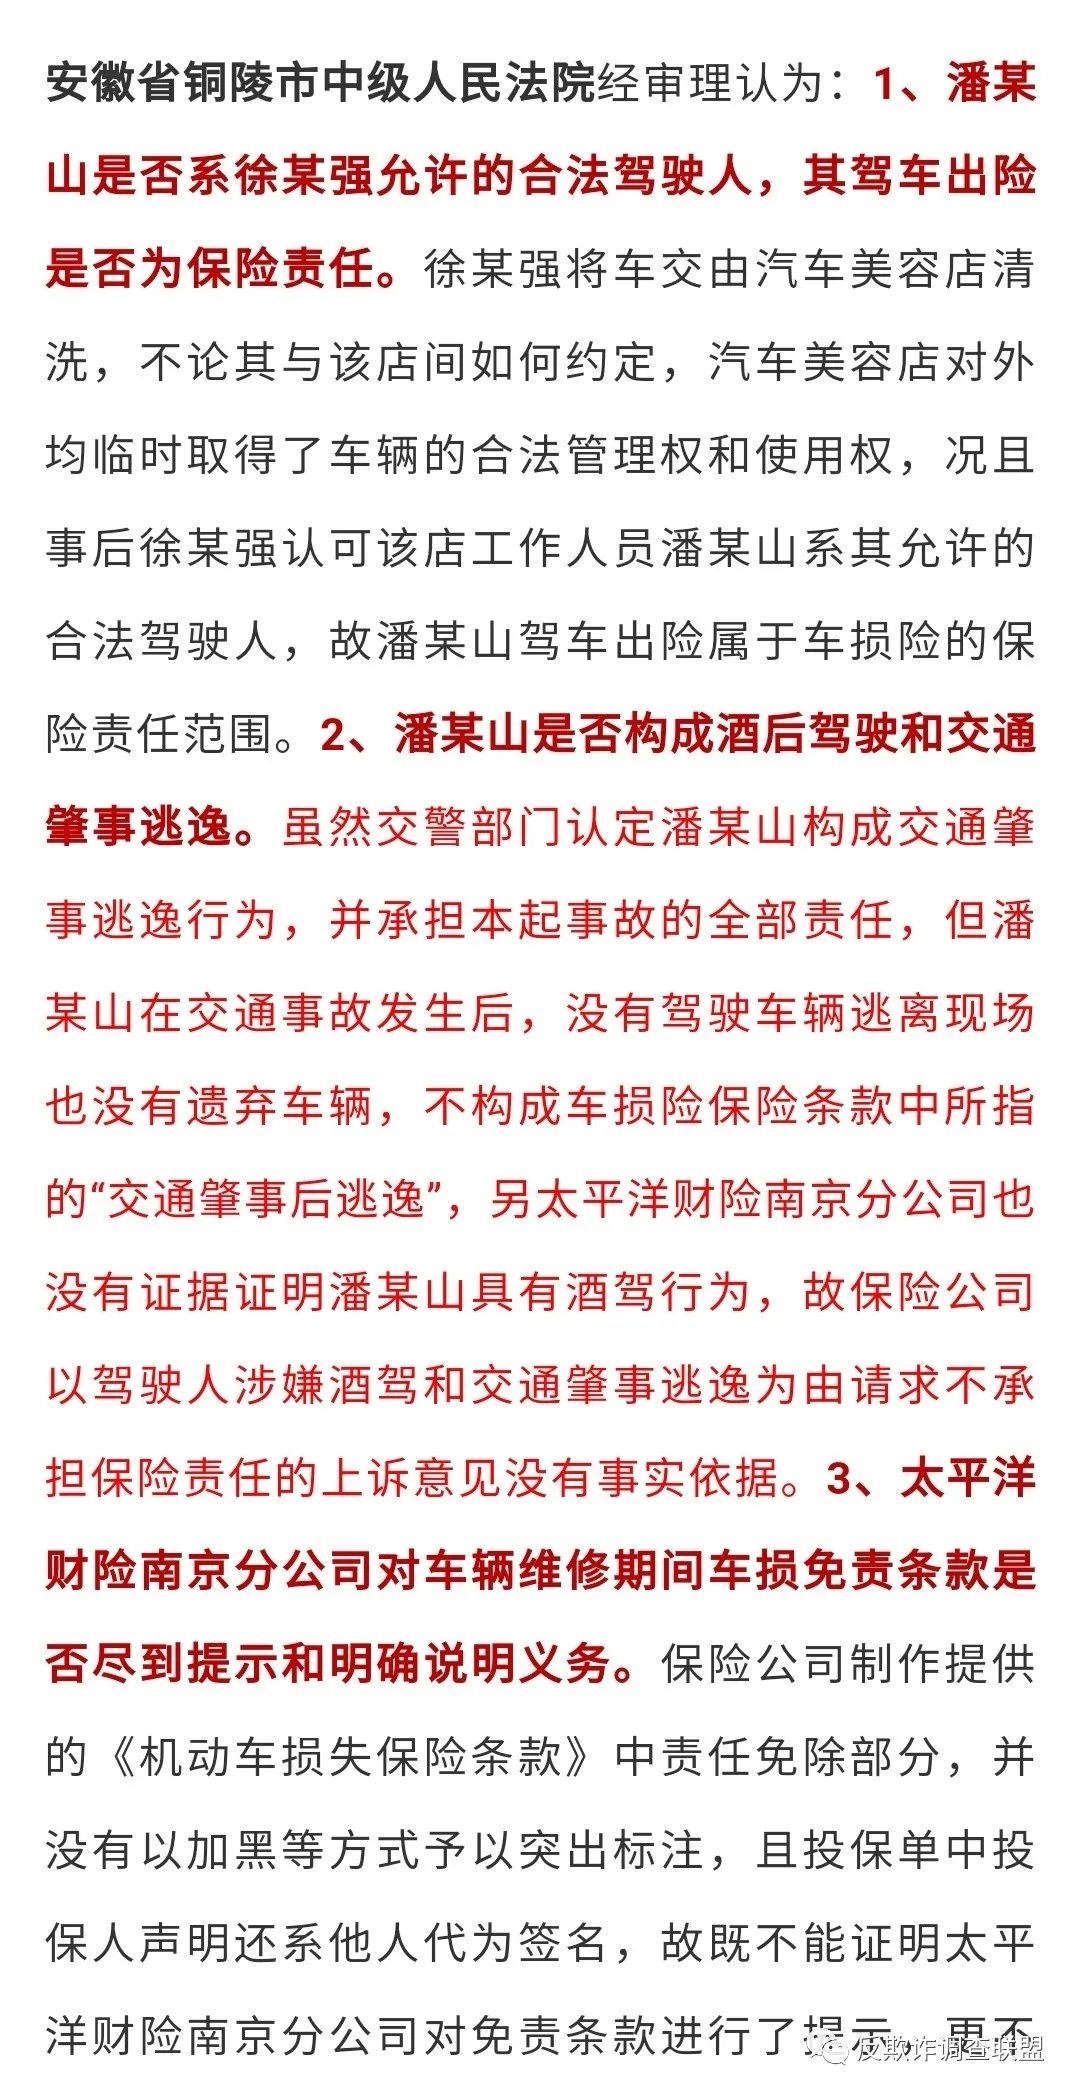 安徽省铜陵市中级人民法院经审理认为：1、潘某
山是否系徐某强允许的合法驾驶人，其驾车出险
是否为保险责任。徐某强将车交由汽车美容店清
洗，不论其与该店间如何约定，汽车美容店对外
均临时取得了车辆的合法管理权和使用权，况且
事后徐某强认可该店工作人员潘某山系其允许的
合法驾驶人，故潘某山驾车出险属于车损险的保
险责任范围。2、潘某山是否构成酒后驾驶和交通
肇事逃逸。虽然交警部门认定潘某山构成交通肇
事逃逸行为，并承担本起事故的全部责任，但潘
某山在交通事故发生后，没有驾驶车辆逃离现场
也没有遗弃车辆，不构成车损险保险条款中所指
的“交通肇事后逃逸”，另太平洋财险南京分公司也
没有证据证明潘某山具有酒驾行为，故保险公司
以驾驶人涉嫌酒驾和交通肇事逃逸为由请求不承
担保险责任的上诉意见没有事实依据。3、太平洋
财险南京分公司对车辆维修期间车损免责条款是
否尽到提示和明确说明义务。保险公司制作提供
的《机动车损失保险条款》中责任免除部分，并
没有以加黑等方式予以突出标注，且投保单中投
保人声明还系他人代为签名，故既不能证明太平
洋财险南京分公司对免责条款进行了提示，更不
反欺诈调查联盟